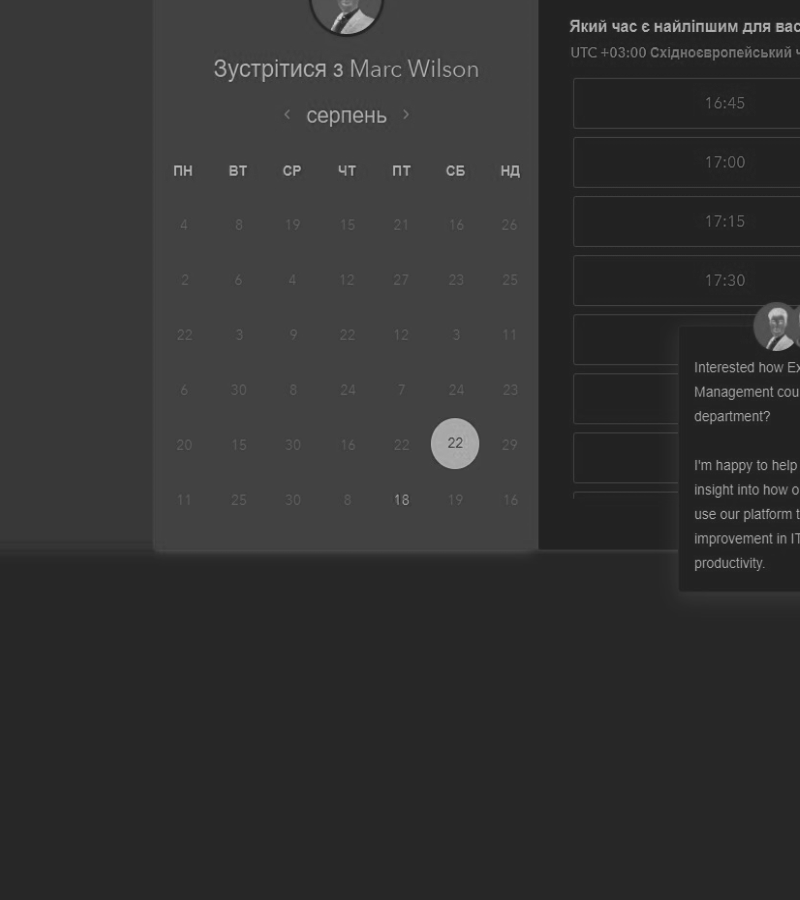 Зустрітися з Marc Wilson
серпень
ПН ВТ СР ЧТ ПТ СБ НД
4 8 19 15 21 16 26
2 6 4 12 27 23 25
22 3 9 22 12 3 11
6 30 8 24 7 24 23
20 15 30 16 22 22 29
11 25 30 8 18 19 16
Який час є найліпшим для вас
UTC +03:00 Східноєвропейський ч
16:45
17:00
17:15
17:30
Interested how Ex
Management cou
department?
I'm happy to help
insight into how o
use our platform t
improvement in IT
productivity.